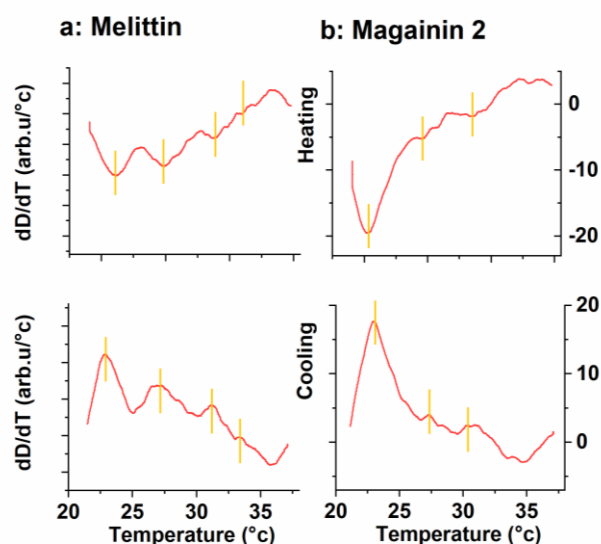 a: Melittin
b: Magainin 2
dD/dT (arb.u/°c)
Heating
0
-10
-20
dD/dT (arb.u/°c)
Cooling
20
10
0
20 25 30 35
20 25 30 35
Temperature (°c)
Temperature (°c)